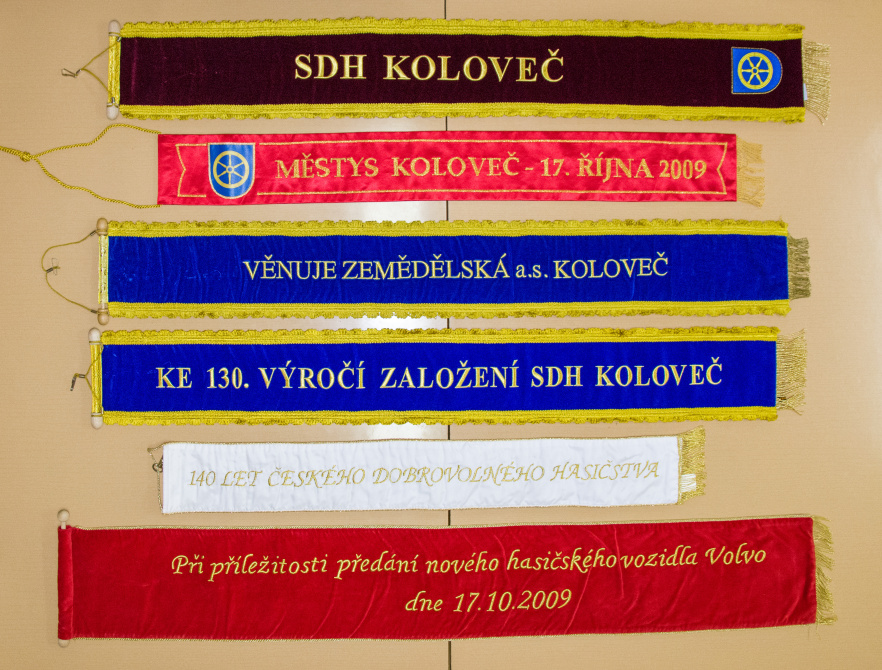 SDH KOLOVEČ
MĚSTYS KOLOVEČ - 17. ŘÍJNA 2009
VĚNUJE ZEMĚDĚLSKÁ a.s. KOLOVEČ
KE 130. VÝROČÍ ZALOŽENÍ SDH KOLOVEČ
140 LET ČESKÉHO DOBROVOLNÉHO HASIČSTVA
Při příležitosti předání nového hasičského vozidla Volvo
dne 17.10.2009